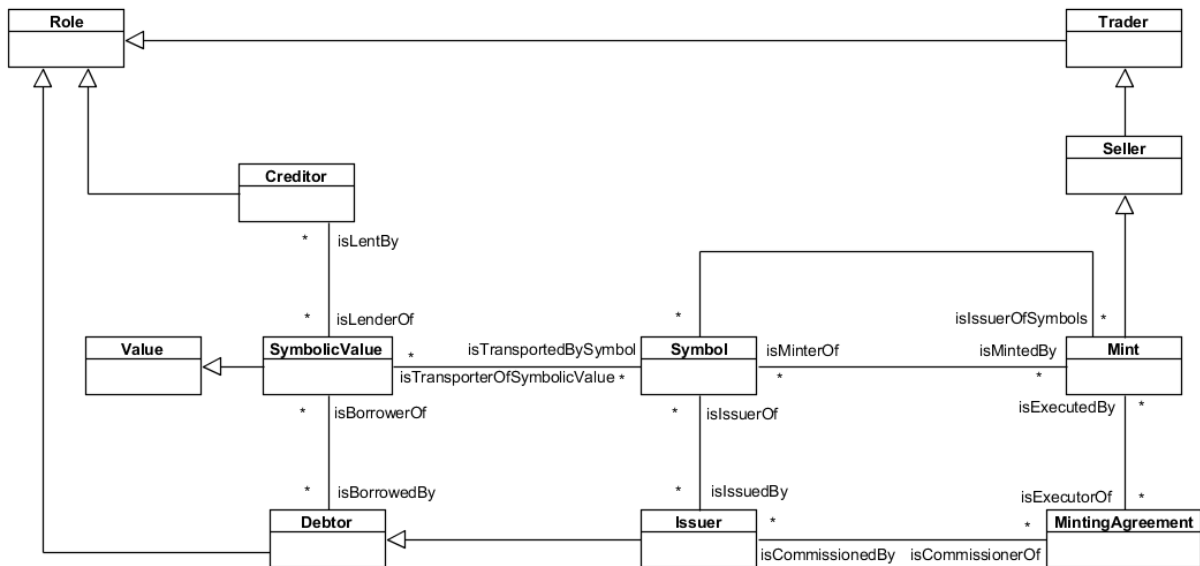 Role
Trader
Seller
Creditor
*
isLentBy
*
isLenderOf
*
isIssuerOfSymbols
*
Value
SymbolicValue
*
isTransportedBySymbol
Symbol
isMinterOf
isMintedBy
Mint
isTransporterOfSymbolicValue
*
*
*
*
isBorrowerOf
*
isIssuerOf
isExecutedBy
*
*
isBorrowedBy
*
isIssuedBy
isExecutorOf
*
Debtor
Issuer
*
*
MintingAgreement
isCommissionedBy
isCommissionerOf